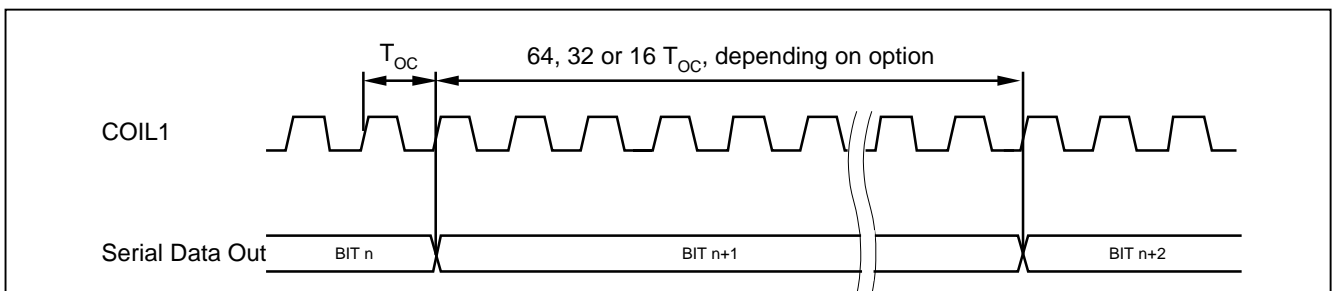 T_OC
64, 32 or 16 T_OC, depending on option
COIL1
Serial Data Out
BIT n
BIT n+1
BIT n+2